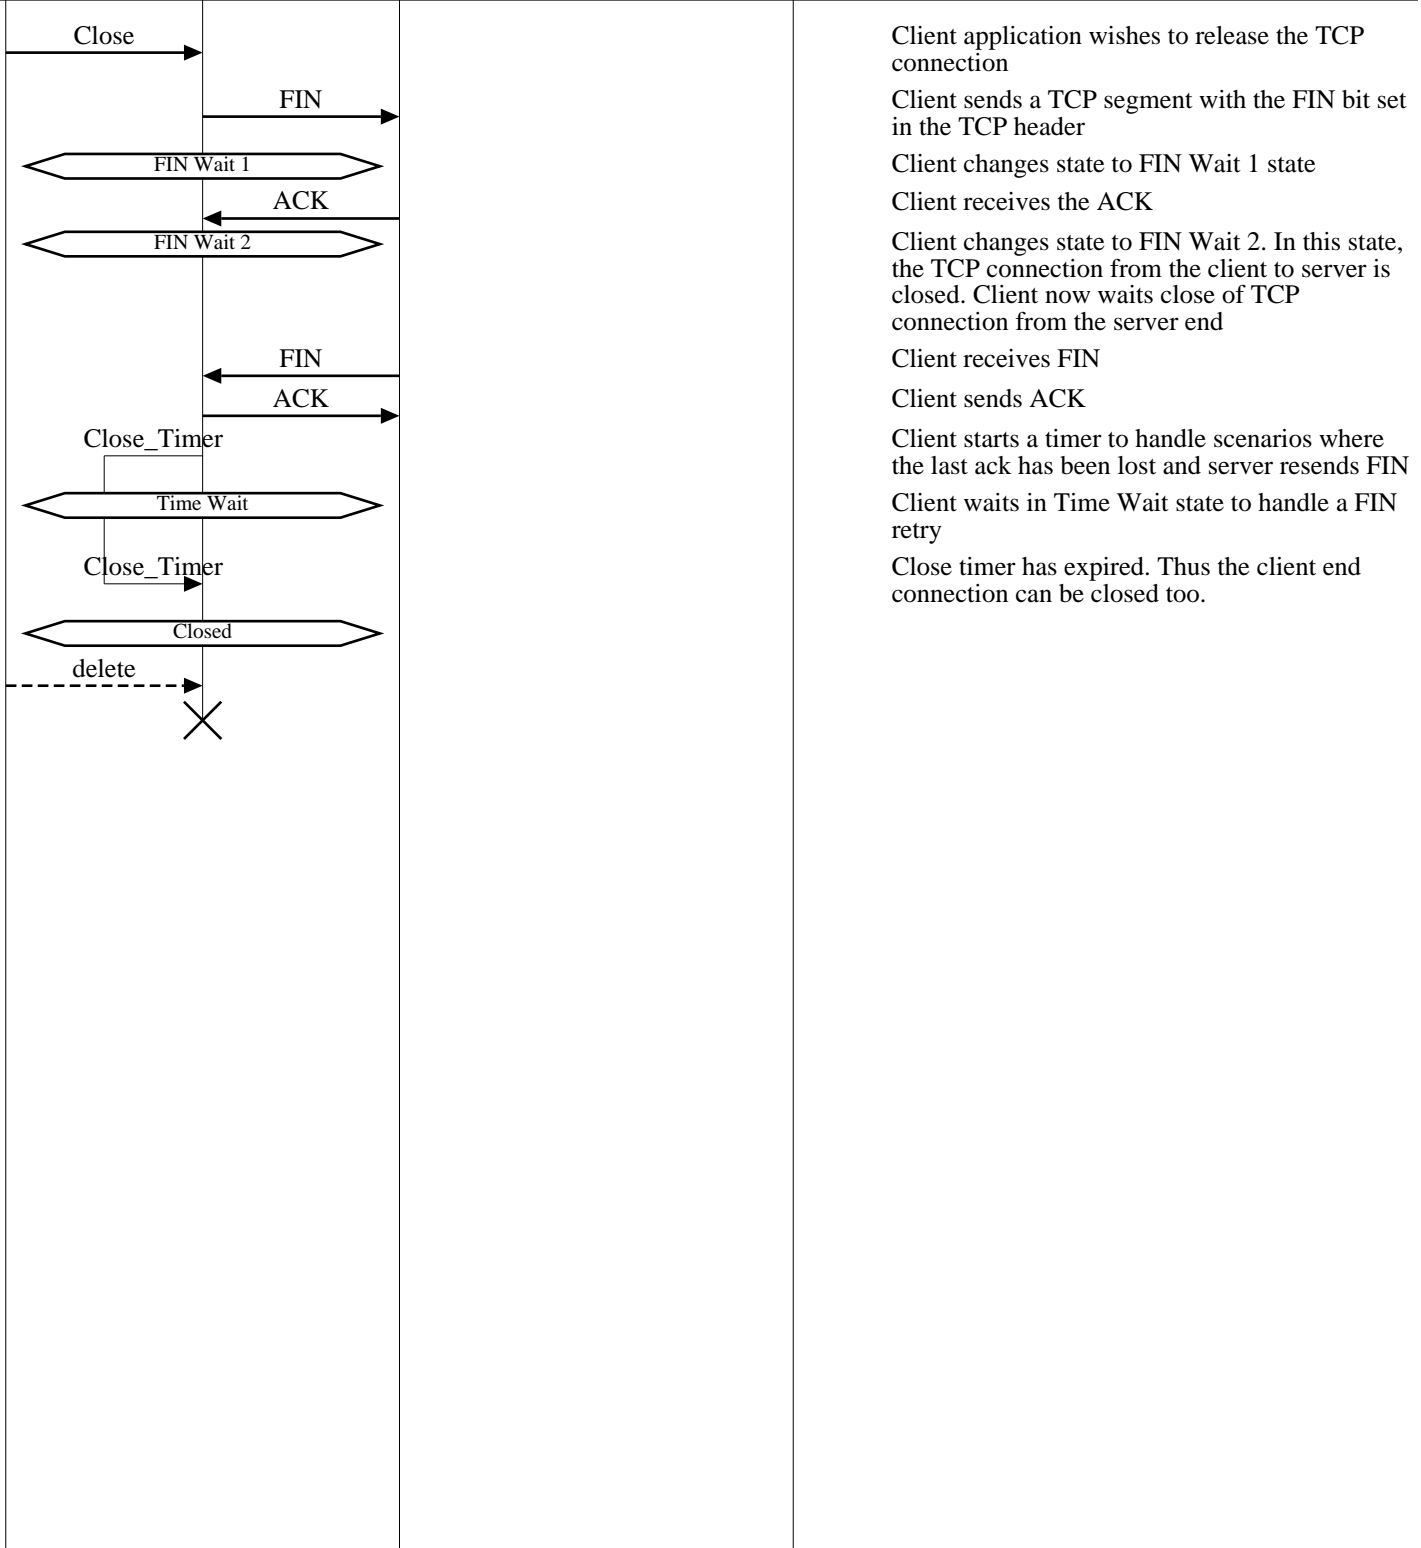 Close
Client application wishes to release the TCP
connection
FIN
Client sends a TCP segment with the FIN bit set
in the TCP header
FIN Wait 1
Client changes state to FIN Wait 1 state
ACK
Client receives the ACK
FIN Wait 2
Client changes state to FIN Wait 2. In this state,
the TCP connection from the client to server is
closed. Client now waits close of TCP
connection from the server end
FIN
Client receives FIN
ACK
Client sends ACK
Close_Timer
Client starts a timer to handle scenarios where
the last ack has been lost and server resends FIN
Time Wait
Client waits in Time Wait state to handle a FIN
retry
Close_Timer
Close timer has expired. Thus the client end
connection can be closed too.
Closed
delete